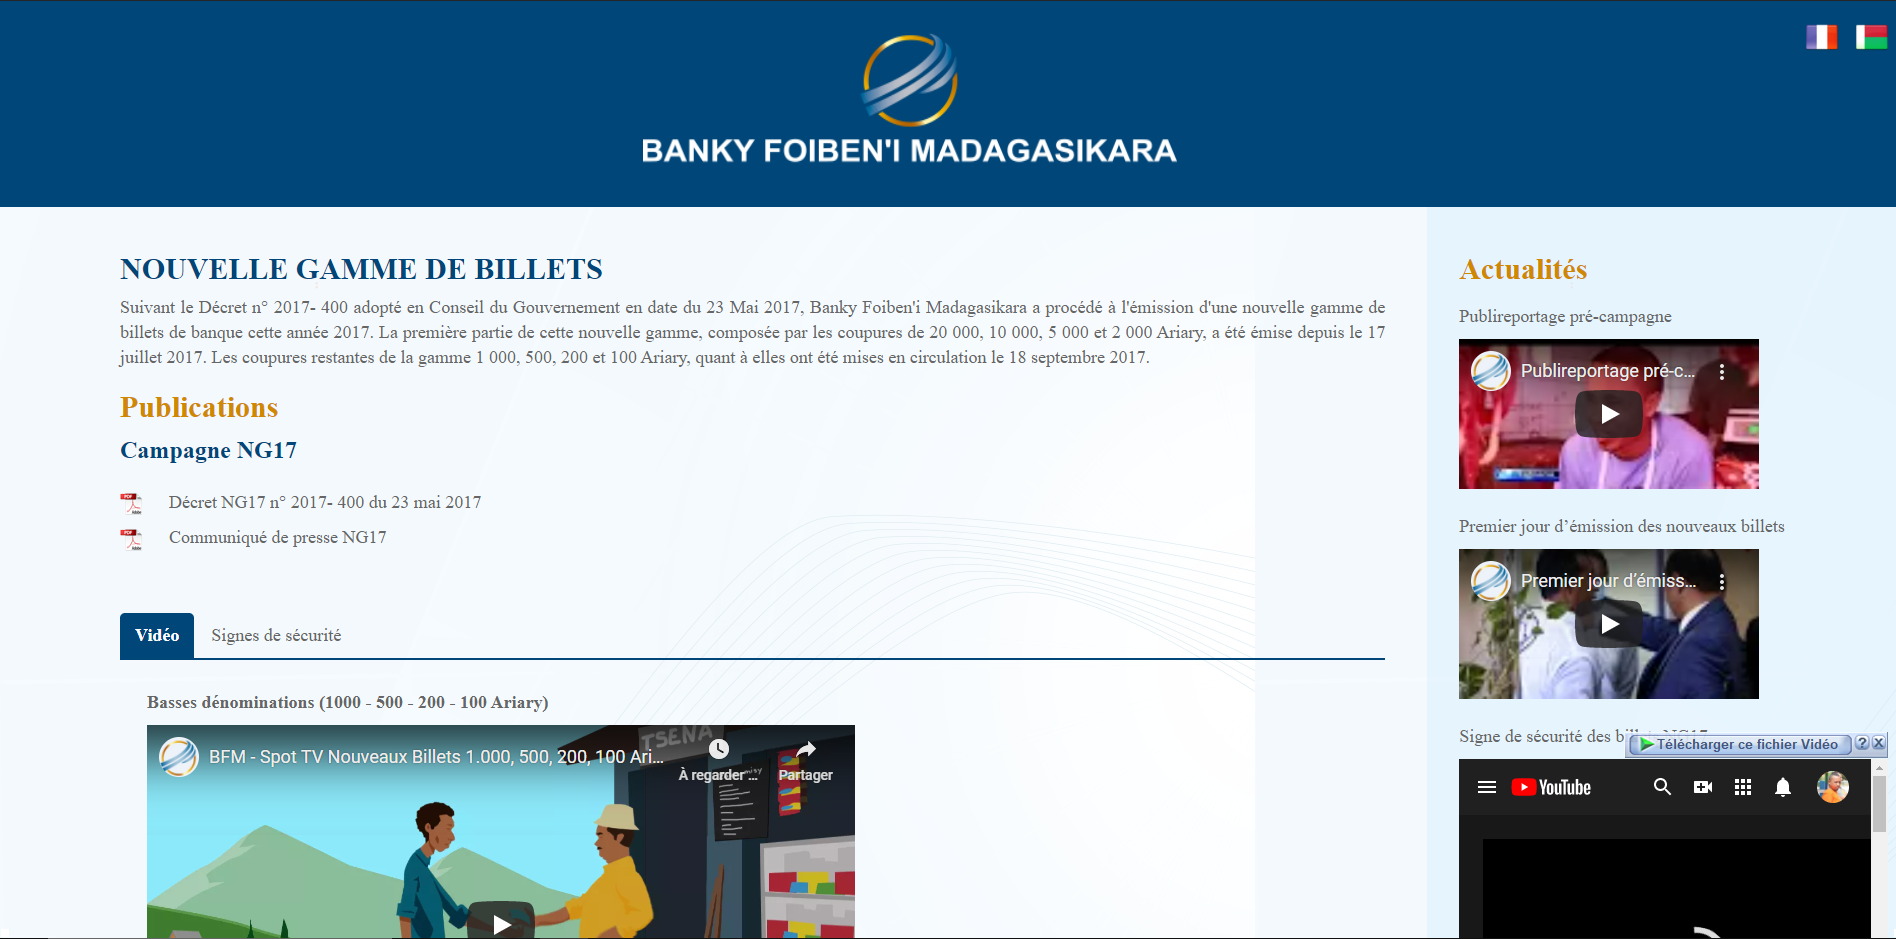 BANKY FOIBEN'I MADAGASIKARA
NOUVELLE GAMME DE BILLETS
Suivant le Décret n° 2017- 400 adopté en Conseil du Gouvernement en date du 23 Mai 2017, Banky Foiben'i Madagasikara a procédé à l'émission d'une nouvelle gamme de
billets de banque cette année 2017. La première partie de cette nouvelle gamme, composée par les coupures de 20 000, 10 000, 5 000 et 2 000 Ariary, a été émise depuis le 17
juillet 2017. Les coupures restantes de la gamme 1 000, 500, 200 et 100 Ariary, quant à elles ont été mises en circulation le 18 septembre 2017.
Publications
Campagne NG17
Décret NG17 n° 2017- 400 du 23 mai 2017
Communiqué de presse NG17
Vidéo
Signes de sécurité
Basses dénominations (1000 - 500 - 200 - 100 Ariary)
BFM - Spot TV Nouveaux Billets 1.000, 500, 200, 100 Ari...
TSENA
À regarder ...
Partager
Actualités
Publireportage pré-campagne
Publireportage pré-c...
Premier jour d’émission des nouveaux billets
Premier jour d’émiss...
Signe de sécurité des
Télécharger ce fichier Vidéo
YouTube